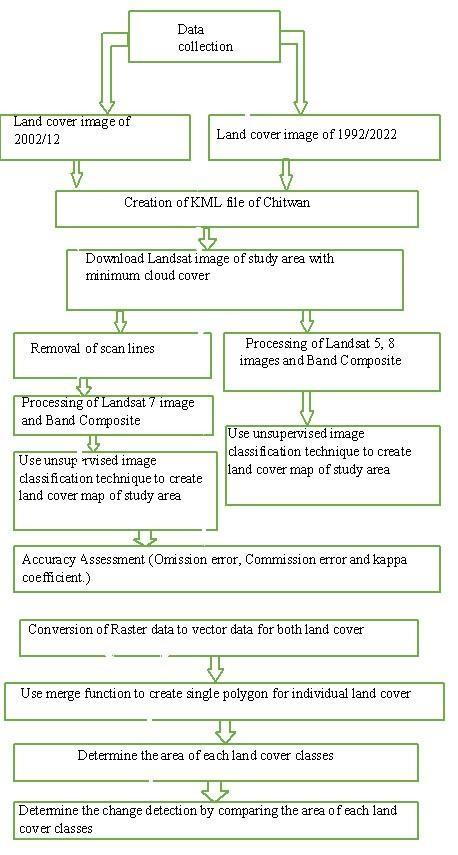 Data
collection
Land cover image of
2002/12
Land cover image of 1992/2022
Creation of KML file of Chitwan
Download Landsat image of study area with
minimum cloud cover
Removal of scan lines
Processing of Landsat 5, 8
images and Band Composite
Processing of Landsat 7 image
and Band Composite
Use unsupervised image
classification technique to create
land cover map of study area
Use unsupervised image
classification technique to create
land cover map of study area
Accuracy Assessment (Omission error, Commission error and kappa
coefficient.)
Conversion of Raster data to vector data for both land cover
Use merge function to create single polygon for individual land cover
Determine the area of each land cover classes
Determine the change detection by comparing the area of each land
cover classes